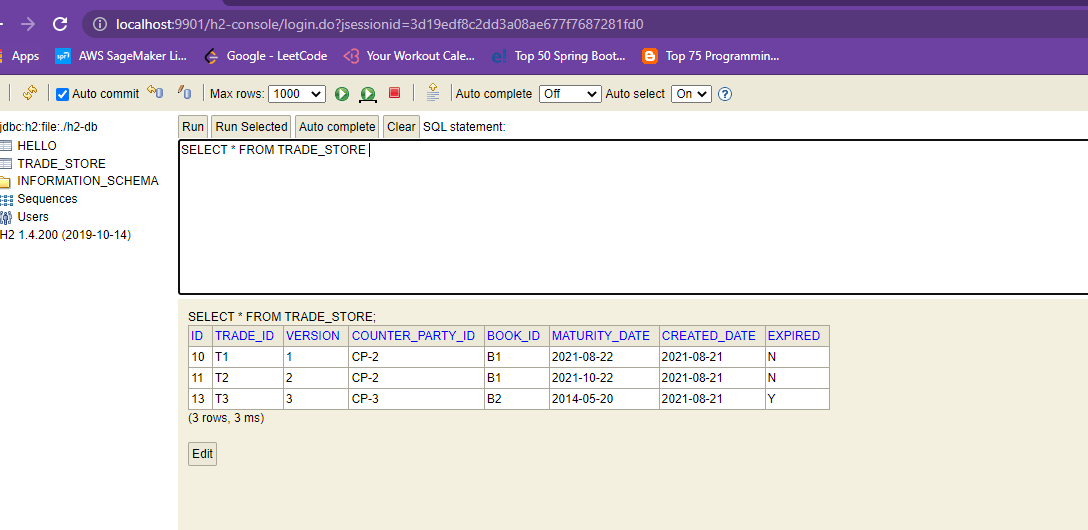 localhost:9901/h2-console/login.do?jsessionid=3d19edf8c2dd3a08ae677f7687281fd0
Apps AWS SageMaker Li... Google - LeetCode Your Workout Cale... Top 50 Spring Boot... Top 75 Programmin...
Auto commit Max rows: 1000 Auto complete Off Auto select On ?
jdbc:h2:file:./h2-db
HELLO
TRADE_STORE
INFORMATION_SCHEMA
Sequences
Users
H2 1.4.200 (2019-10-14)
Run Run Selected Auto complete Clear SQL statement:
SELECT * FROM TRADE_STORE
SELECT * FROM TRADE_STORE;
ID TRADE_ID VERSION COUNTER_PARTY_ID BOOK_ID MATURITY_DATE CREATED_DATE EXPIRED
10 T1 1 CP-2 B1 2021-08-22 2021-08-21 N
11 T2 2 CP-2 B1 2021-10-22 2021-08-21 N
13 T3 3 CP-3 B2 2014-05-20 2021-08-21 Y
(3 rows, 3 ms)
Edit